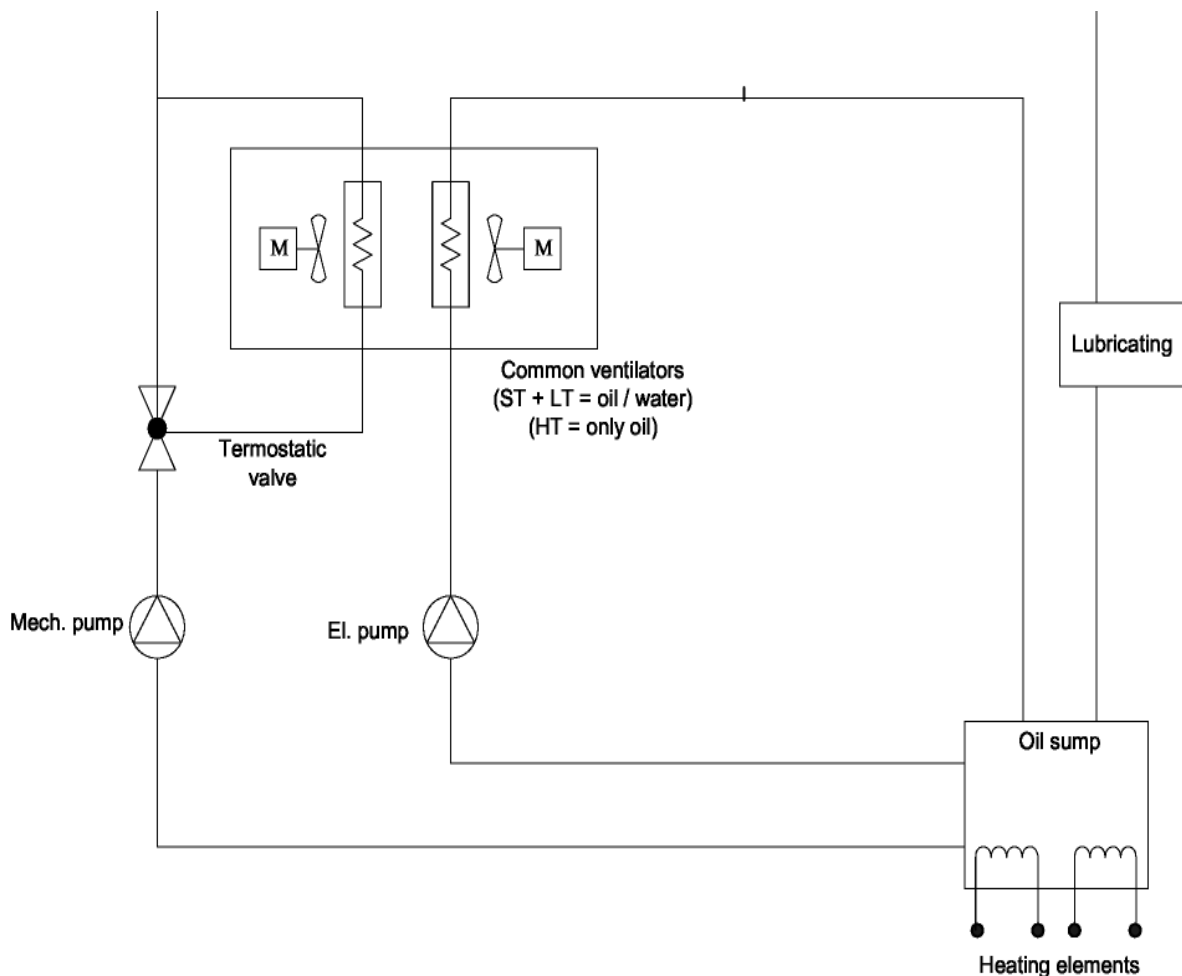 M
M
Lubricating
Common ventilators
(ST + LT = oil / water)
(HT = only oil)
Termostatic
valve
Mech. pump
El. pump
Oil sump
Heating elements